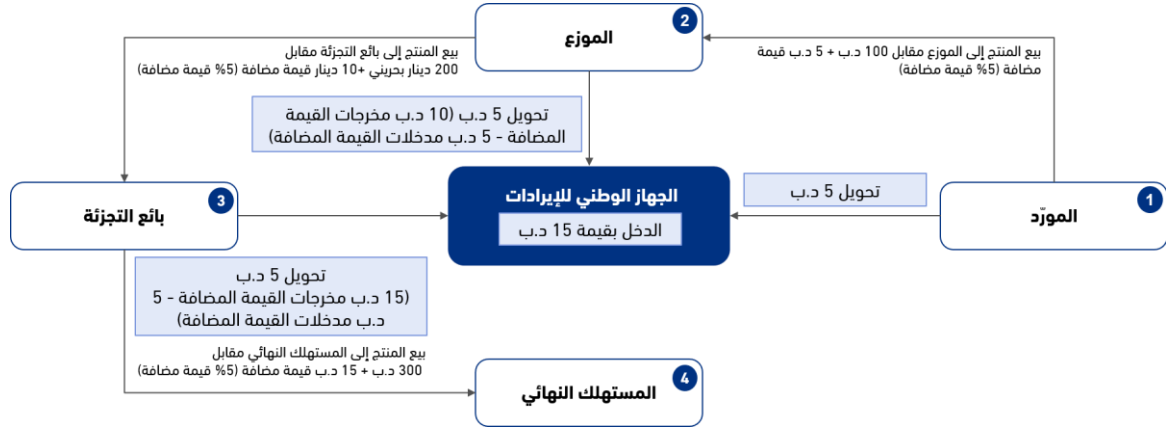 2
الموزع
بيع المنتج إلى الموزع مقابل 100 د.ب + 5 د.ب قيمة
مضافة (5% قيمة مضافة)
بيع المنتج إلى بائع التجزئة مقابل
200 دينار بحريني +10 دينار قيمة مضافة (5% قيمة مضافة)
تحويل 5 د.ب (10 د.ب مخرجات القيمة
المضافة - 5 د.ب مدخلات القيمة المضافة)
1
المورّد
تحويل 5 د.ب
الجهاز الوطني للإيرادات
الدخل بقيمة 15 د.ب
3
بائع التجزئة
تحويل 5 د.ب
(15 د.ب مخرجات القيمة المضافة - 5
د.ب مدخلات القيمة المضافة)
بيع المنتج إلى المستهلك النهائي مقابل
300 د.ب + 15 د.ب قيمة مضافة (5% قيمة مضافة)
4
المستهلك النهائي